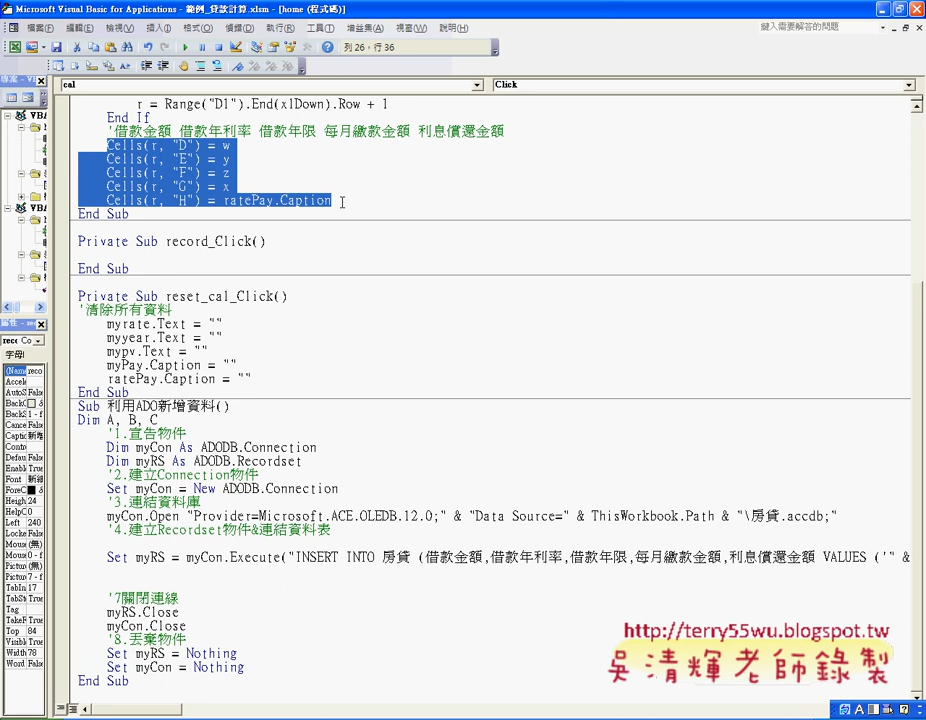 Microsoft Visual Basic for Applications - 範例_貸款計算.xlsm - [home (程式碼)]
檔案(F) 編輯(E) 檢視(V) 插入(I) 格式(O) 偵錯(D) 執行(R) 工具(T) 增益集(A) 視窗(W) 說明(H) 鍵入需要解答的問題
列 26，行 36
cal Click
r = Range("D1").End(xlDown).Row + 1
End If
'借款金額 借款年利率 借款年限 每月繳款金額 利息償還金額
Cells(r, "D") = w
Cells(r, "E") = y
Cells(r, "F") = z
Cells(r, "G") = x
Cells(r, "H") = ratePay.Caption
End Sub
Private Sub record_Click()
End Sub
Private Sub reset_cal_Click()
'清除所有資料
myrate.Text = ""
myyear.Text = ""
mypv.Text = ""
myPay.Caption = ""
ratePay.Caption = ""
End Sub
Sub 利用ADO新增資料()
Dim A, B, C
'1.宣告物件
Dim myCon As ADODB.Connection
Dim myRS As ADODB.Recordset
'2.建立Connection物件
Set myCon = New ADODB.Connection
'3.連結資料庫
myCon.Open "Provider=Microsoft.ACE.OLEDB.12.0;" & "Data Source=" & ThisWorkbook.Path & "\房貸.accdb;"
'4.建立Recordset物件&連結資料表
Set myRS = myCon.Execute("INSERT INTO 房貸 (借款金額,借款年利率,借款年限,每月繳款金額,利息償還金額 VALUES ('" &
'7關閉連線
myRS.Close
myCon.Close
'8.丟棄物件
Set myRS = Nothing
Set myCon = Nothing
End Sub
http://terry55wu.blogspot.tw
吳清輝老師錄製